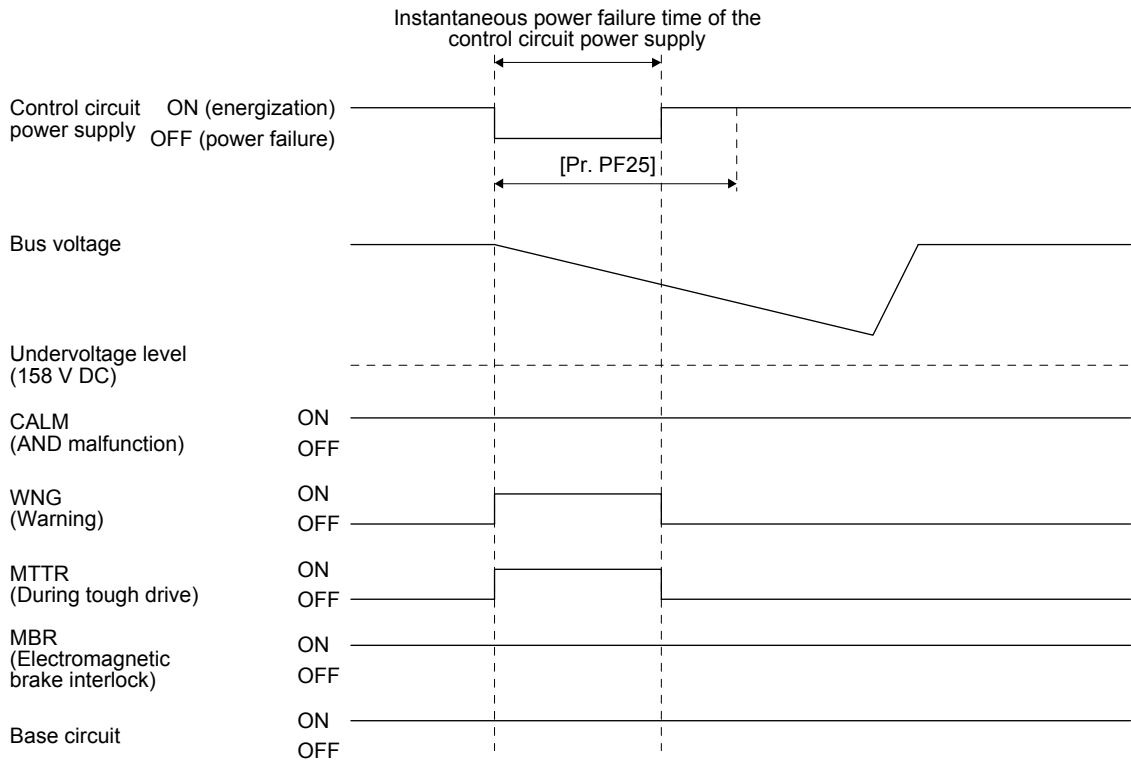 Instantaneous power failure time of the
control circuit power supply
Control circuit
power supply
ON (energization)
OFF (power failure)
[Pr. PF25]
Bus voltage
Undervoltage level
(158 V DC)
CALM
(AND malfunction)
ON
OFF
WNG
(Warning)
ON
OFF
MTTR
(During tough drive)
ON
OFF
MBR
(Electromagnetic
brake interlock)
ON
OFF
Base circuit
ON
OFF